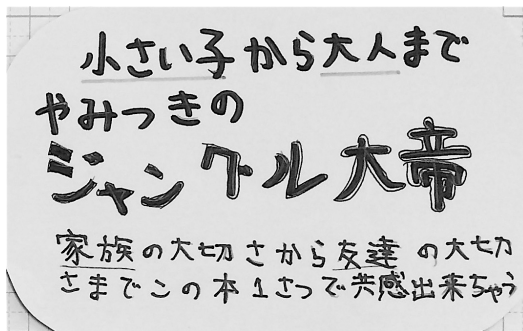 小さい子から大人まで
やみつきの
ジャングル大帝
家族の大切さから友達の大切
さまでこの本1さつで共感出来ちゃう